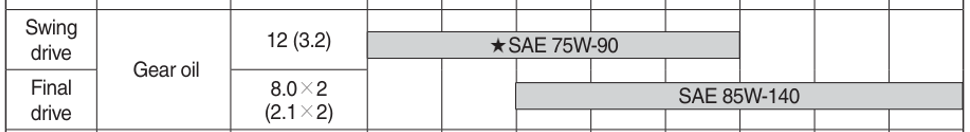 Swing
drive
Gear oil
12 (3.2)
★SAE 75W-90
Final
drive
8.0×2
(2.1×2)
SAE 85W-140